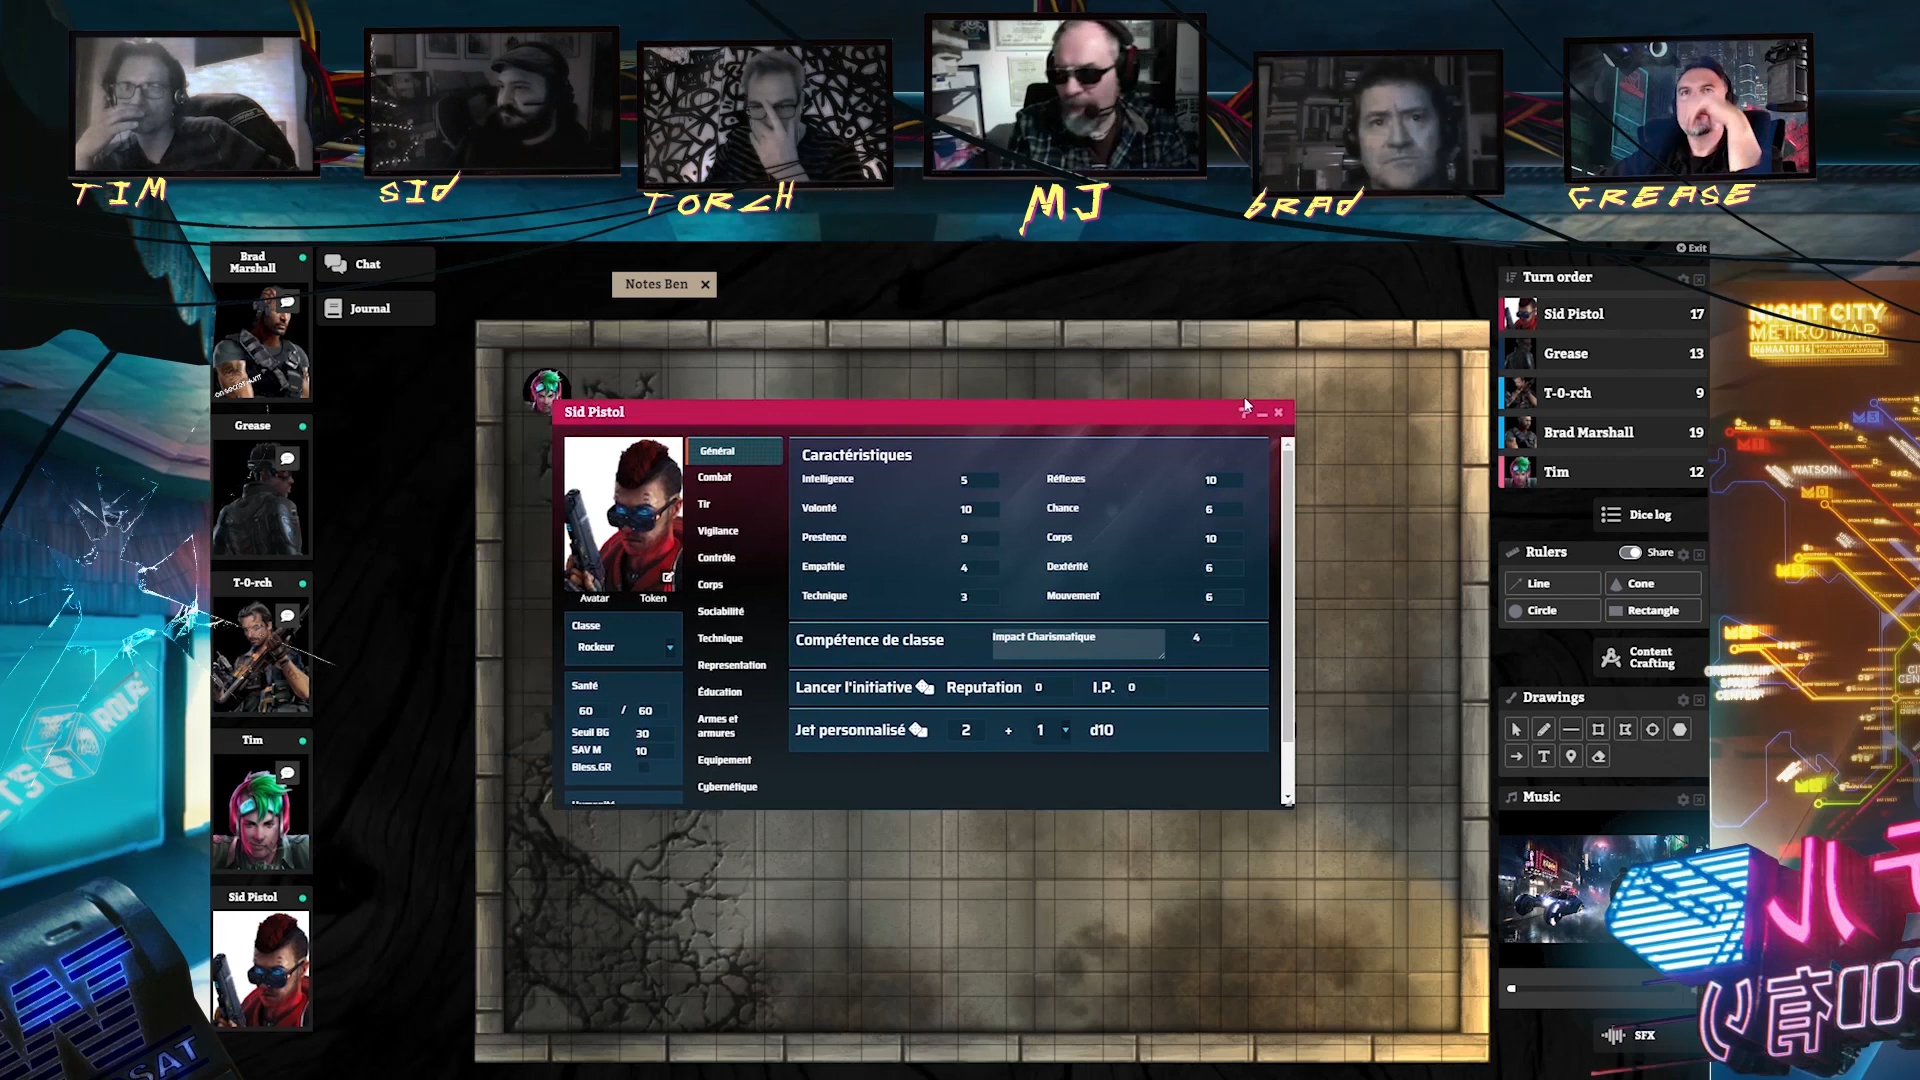 TIM
SId
TORCH
MJ
bRAd
GREASE
Brad
Marshall
Chat
Journal
Grease
T-0-rch
Tim
Sid Pistol
Notes Ben
Sid Pistol
Avatar Token
Classe
Rockeur
Santé
60 / 60
Seuil BG 30
SAV M 10
Bless.GR
Général
Combat
Tir
Vigilance
Contrôle
Corps
Sociabilité
Technique
Representation
Éducation
Armes et
armures
Equipement
Cybernétique
Caractéristiques
Intelligence 5 Réflexes 10
Volonté 10 Chance 6
Prestence 9 Corps 10
Empathie 4 Dextérité 6
Technique 3 Mouvement 6
Compétence de classe Impact Charismatique 4
Lancer l'initiative Reputation 0 I.P. 0
Jet personnalisé 2 + 1 d10
Exit
Turn order
Sid Pistol 17
Grease 13
T-0-rch 9
Brad Marshall 19
Tim 12
Dice log
Rulers Share
Line Cone
Circle Rectangle
Content
Crafting
Drawings
T
Music
SFX
NIGHT CITY
METRO MAP
WATSON